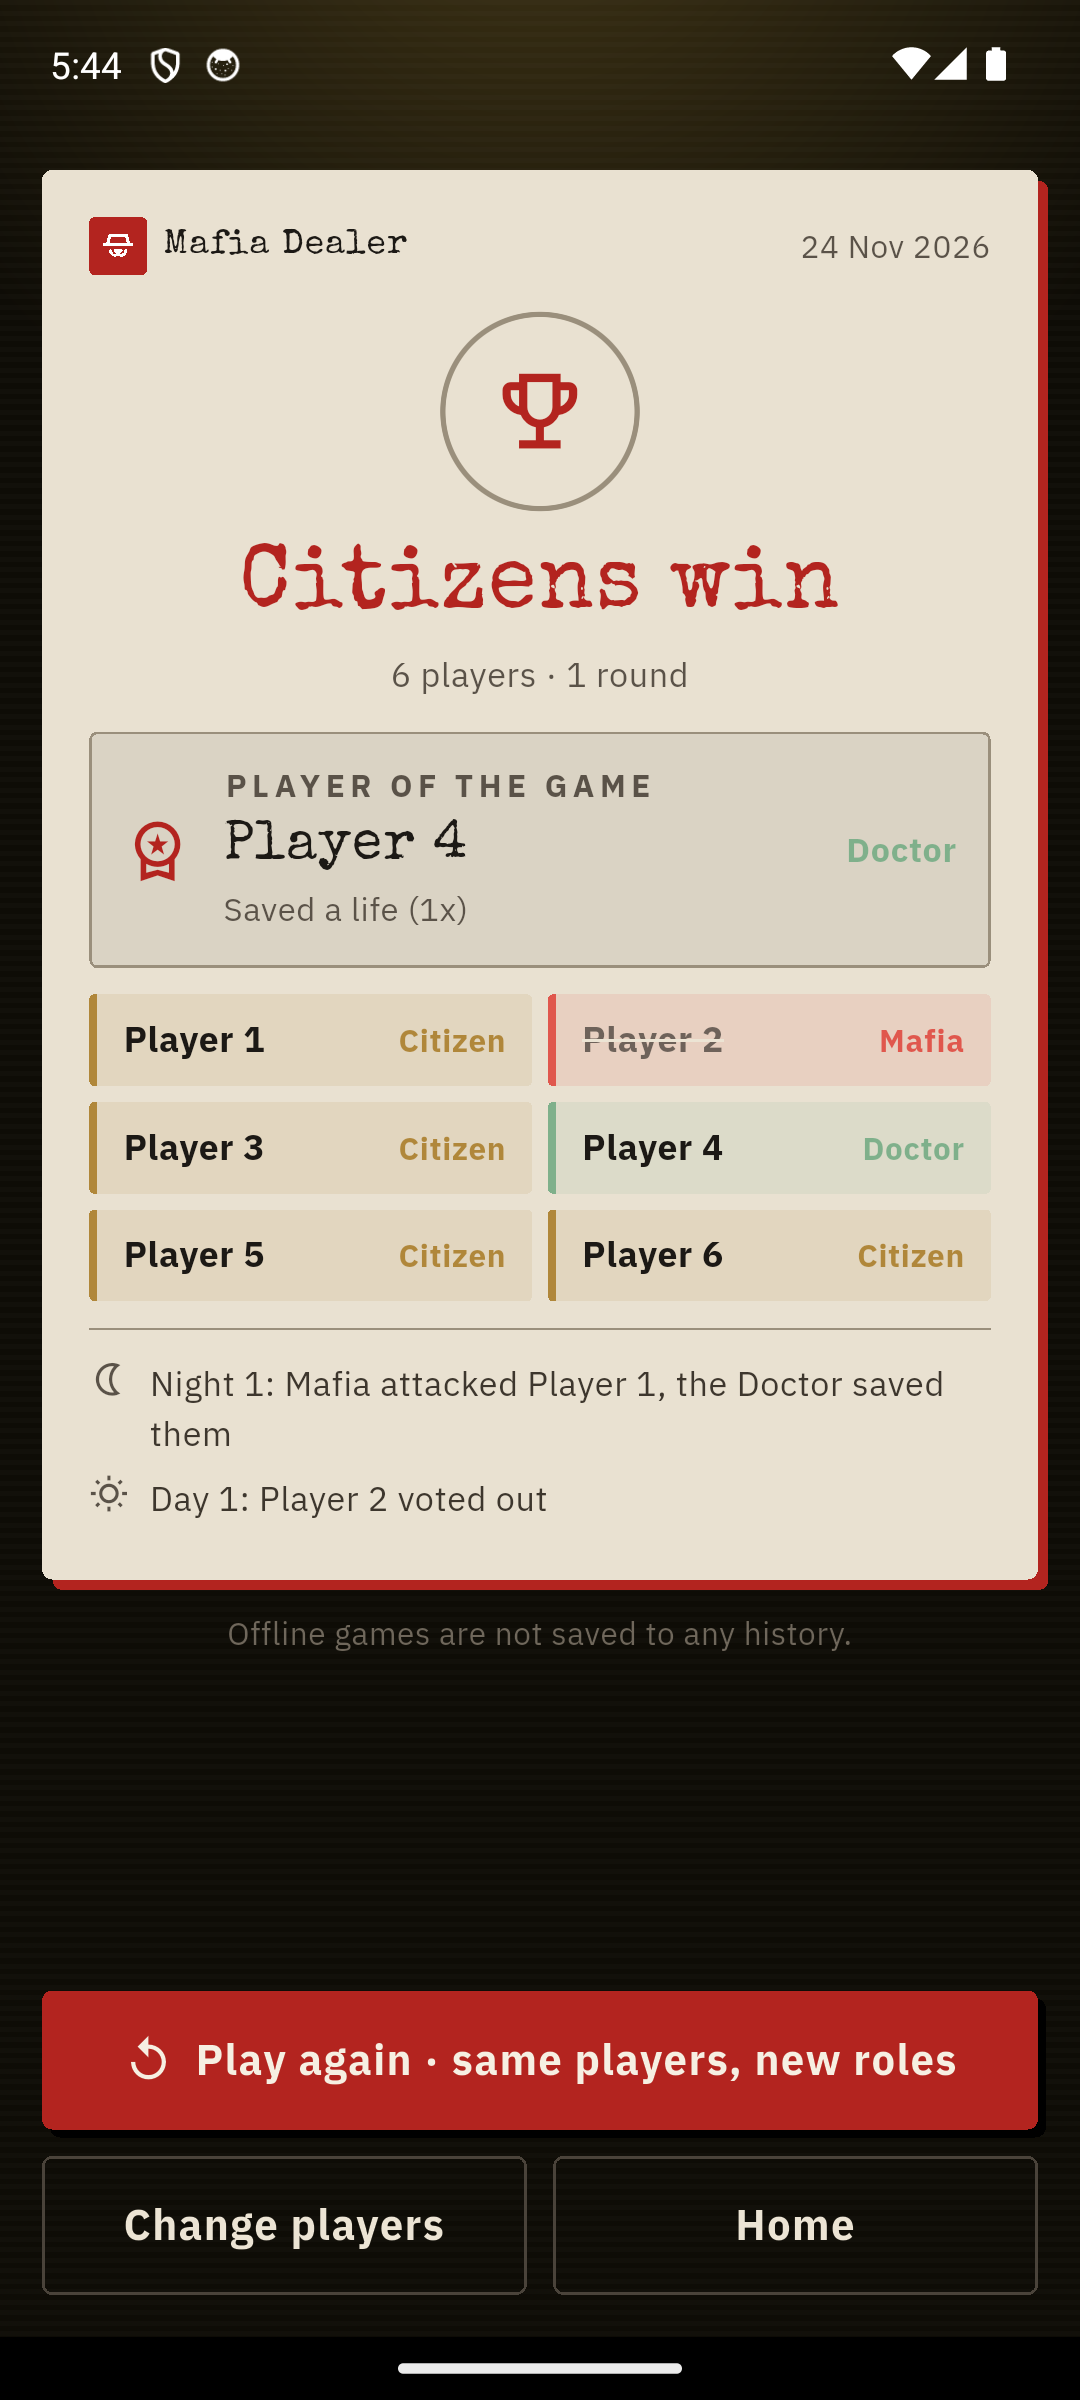 5:44
Mafia Dealer
24 Nov 2026
Citizens win
6 players · 1 round
PLAYER OF THE GAME
Player 4
Doctor
Saved a life (1x)
Player 1 Citizen
Player 2 Mafia
Player 3 Citizen
Player 4 Doctor
Player 5 Citizen
Player 6 Citizen
Night 1: Mafia attacked Player 1, the Doctor saved
them
Day 1: Player 2 voted out
Offline games are not saved to any history.
Play again · same players, new roles
Change players
Home